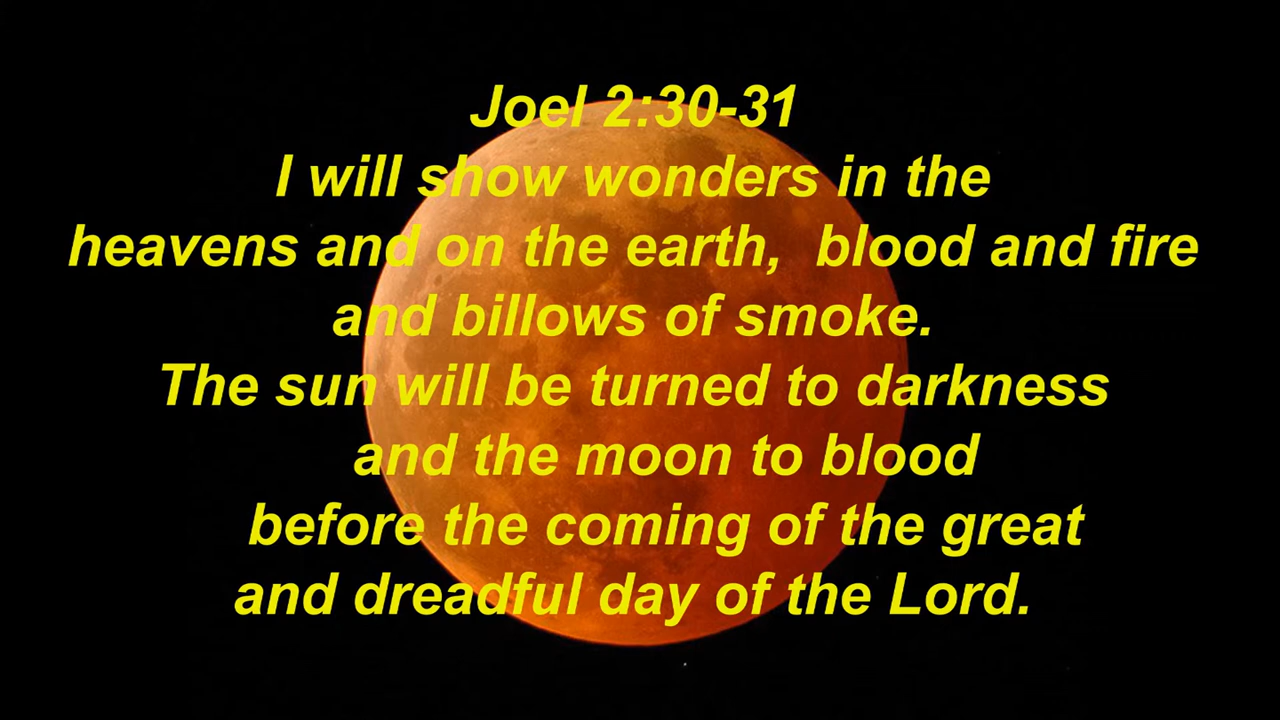 Joel 2:30-31
I will show wonders in the
heavens and on the earth,  blood and fire
and billows of smoke.
The sun will be turned to darkness
and the moon to blood
before the coming of the great
and dreadful day of the Lord.